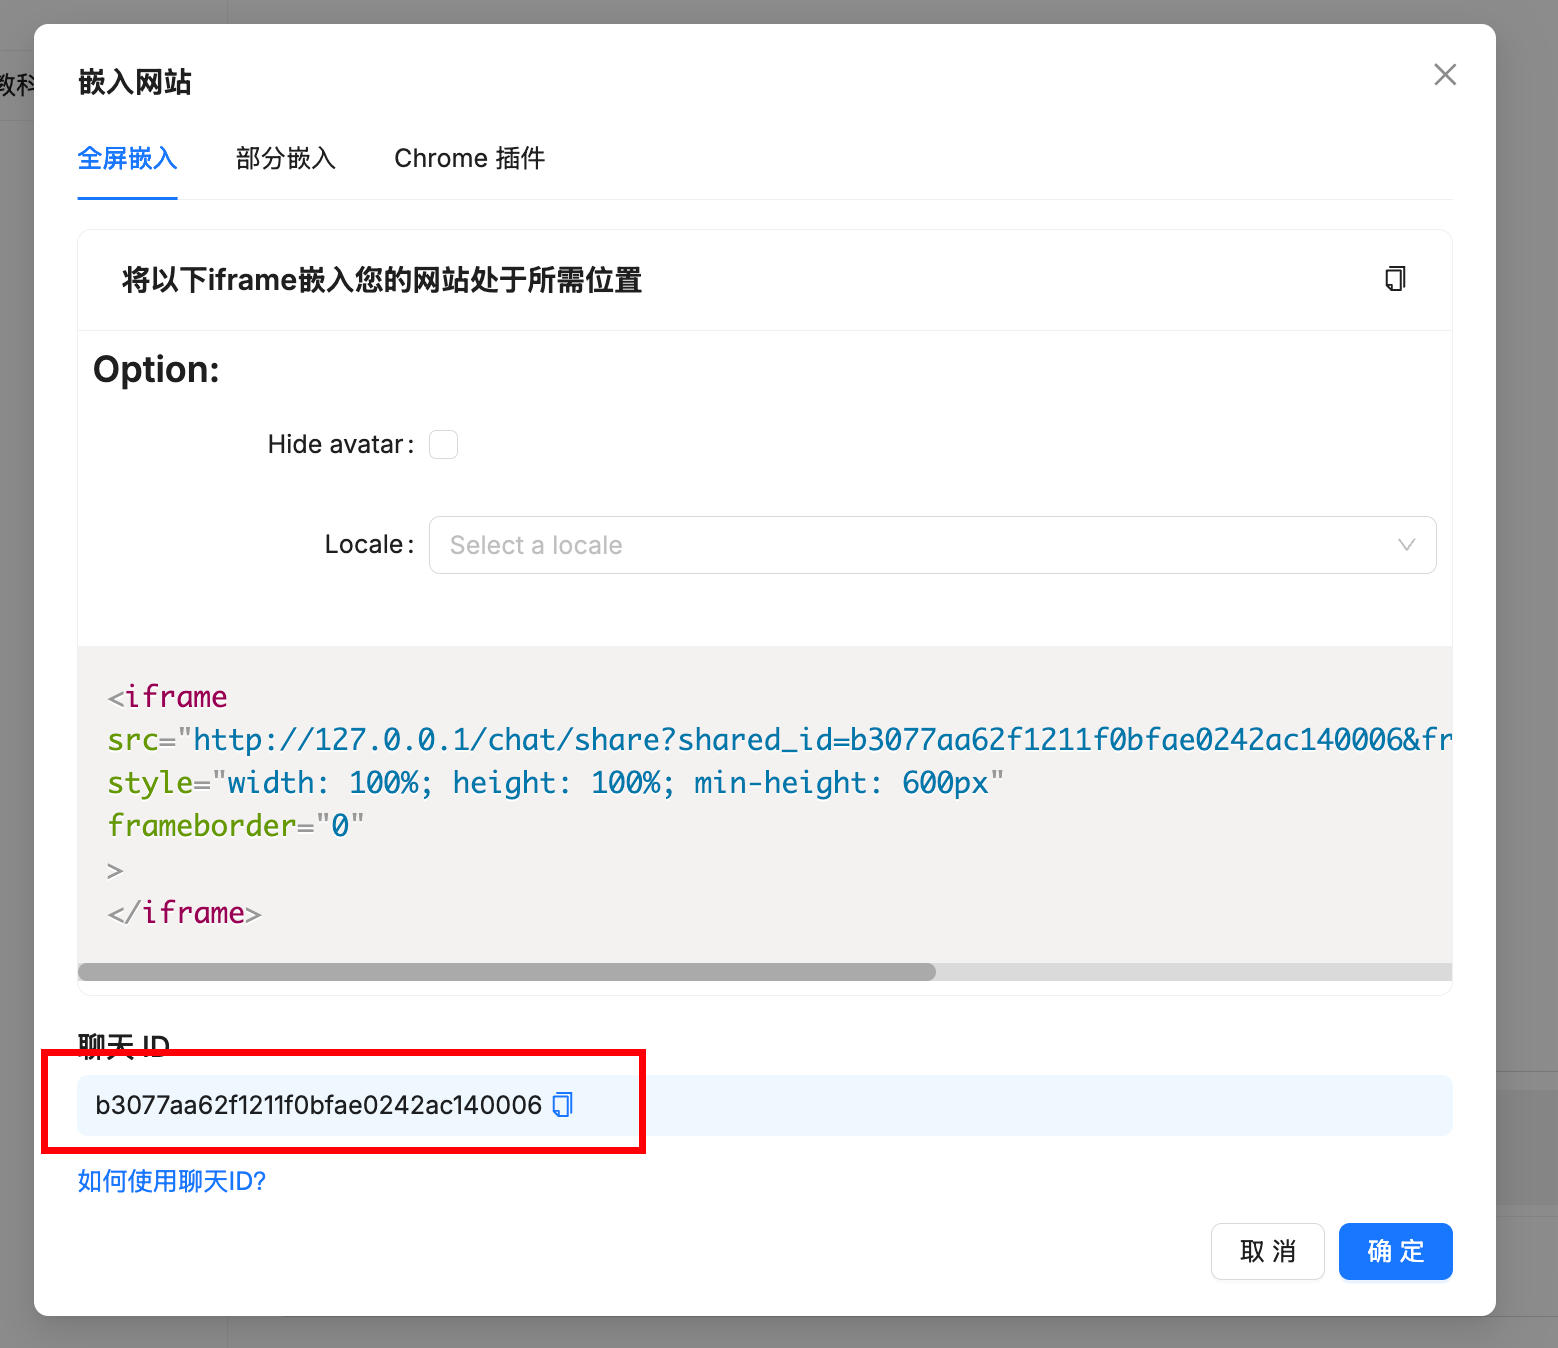 教科
嵌入网站
全屏嵌入 部分嵌入 Chrome 插件
将以下iframe嵌入您的网站处于所需位置
Option:
Hide avatar:
Locale: Select a locale
<iframe
src="http://127.0.0.1/chat/share?shared_id=b3077aa62f1211f0bfae0242ac140006&fr
style="width: 100%; height: 100%; min-height: 600px"
frameborder="0"
>
</iframe>
聊天 ID
b3077aa62f1211f0bfae0242ac140006
如何使用聊天ID?
取 消 确 定